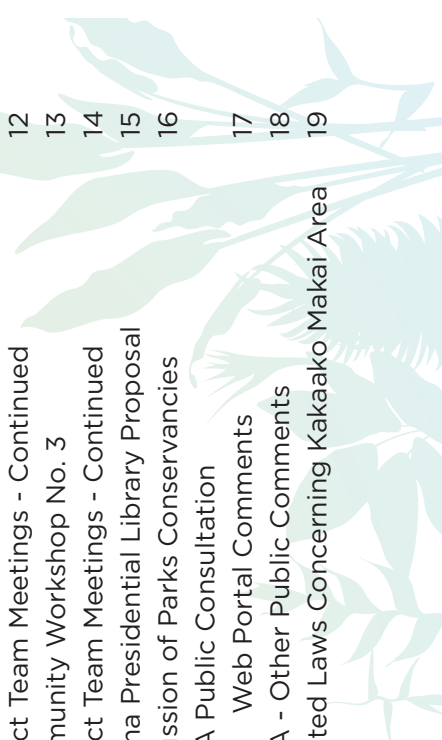 ct Team Meetings - Continued 12
munity Workshop No. 3 13
ct Team Meetings - Continued 14
na Presidential Library Proposal 15
ssion of Parks Conservancies 16
A Public Consultation
Web Portal Comments 17
A - Other Public Comments 18
ted Laws Concerning Kakaako Makai Area 19